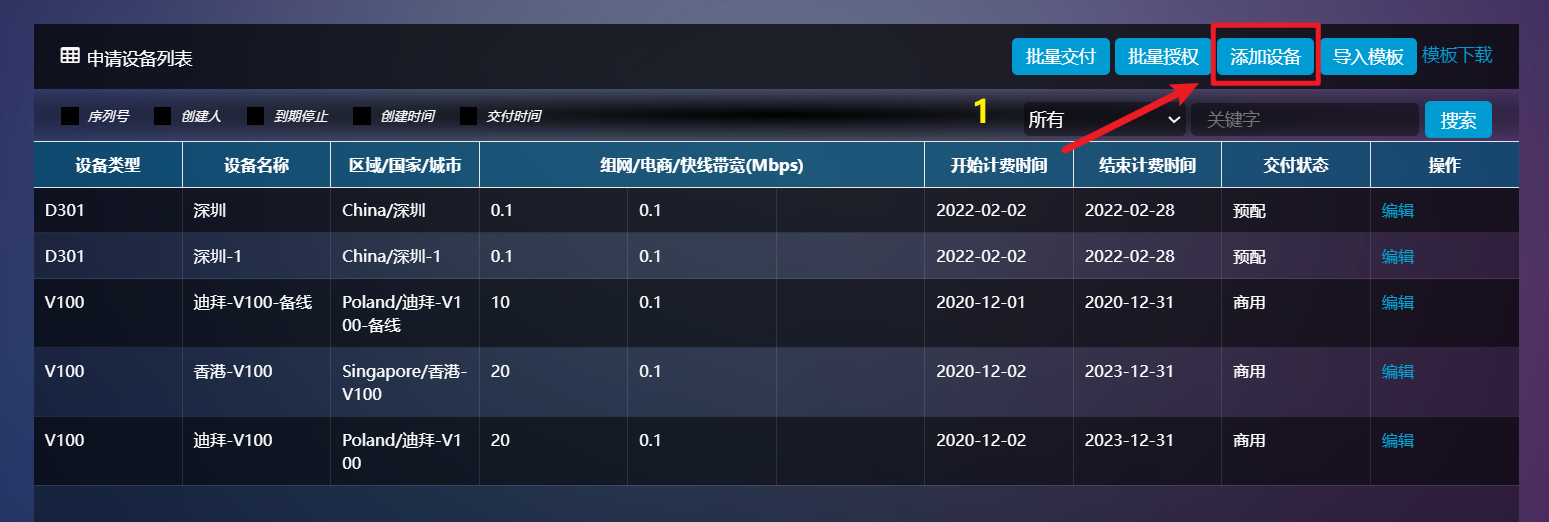 申请设备列表 批量交付 批量授权 添加设备 导入模板 模板下载
序列号 创建人 到期停止 创建时间 交付时间 1 所有 关键字 搜索
设备类型 设备名称 区域/国家/城市 组网/电商/快线带宽(Mbps) 开始计费时间 结束计费时间 交付状态 操作
D301 深圳 China/深圳 0.1 0.1 2022-02-02 2022-02-28 预配 编辑
D301 深圳-1 China/深圳-1 0.1 0.1 2022-02-02 2022-02-28 预配 编辑
V100 迪拜-V100-备线 Poland/迪拜-V1 10 0.1 2020-12-01 2020-12-31 商用 编辑
00-备线
V100 香港-V100 Singapore/香港- 20 0.1 2020-12-02 2023-12-31 商用 编辑
V100
V100 迪拜-V100 Poland/迪拜-V1 20 0.1 2020-12-02 2023-12-31 商用 编辑
00